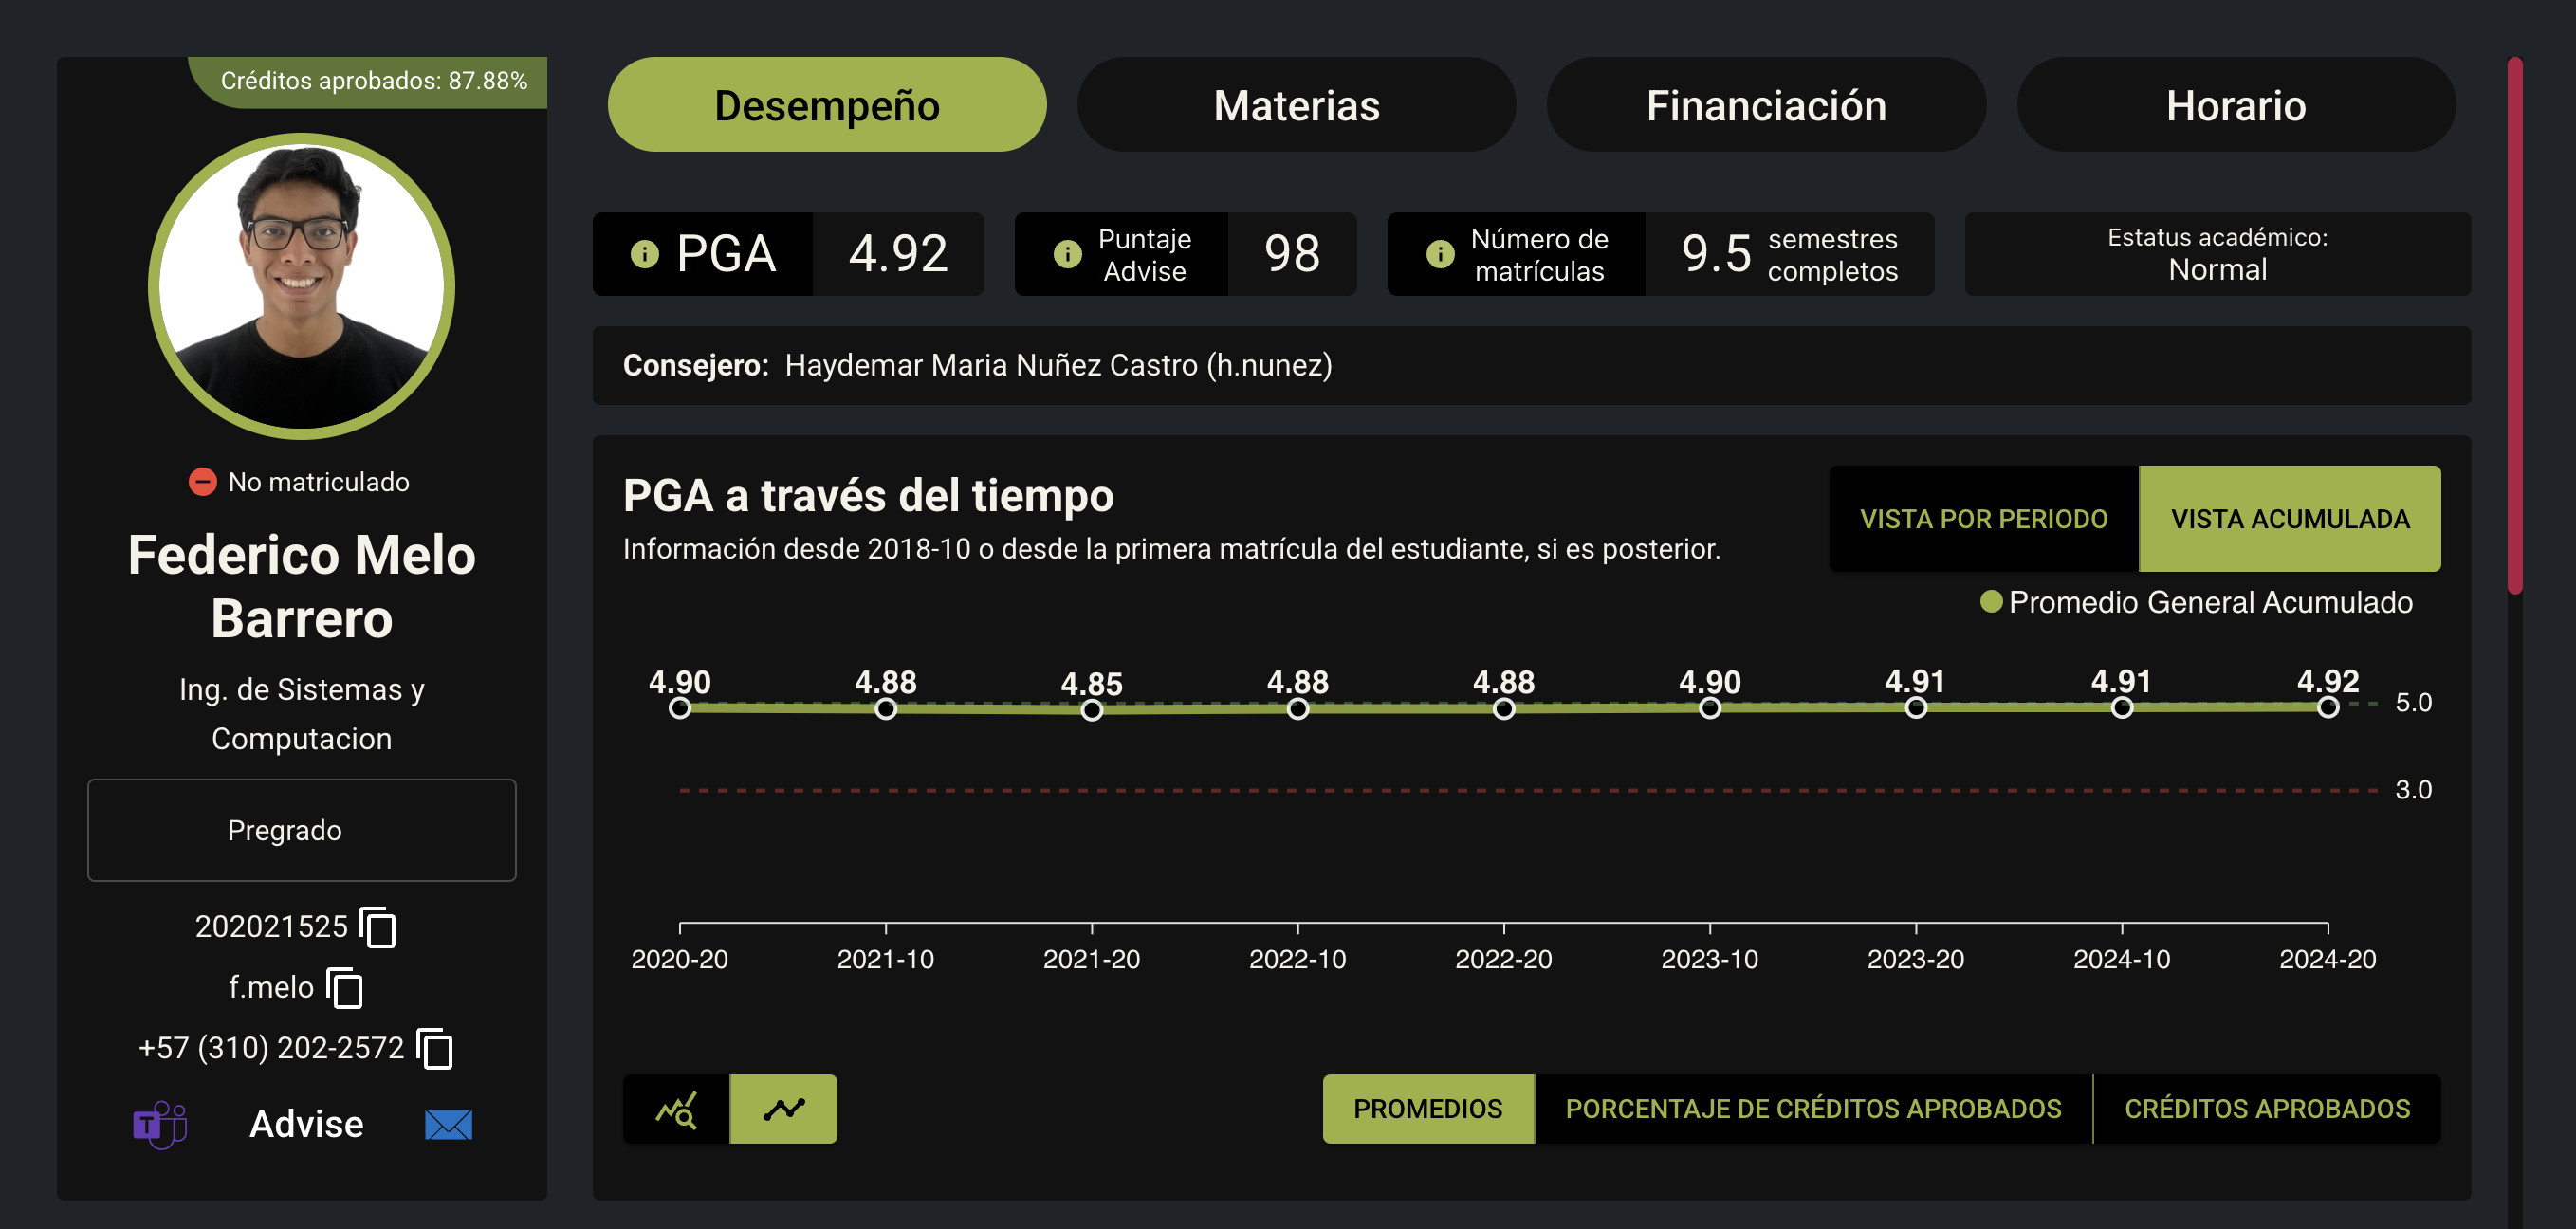 Créditos aprobados: 87.88%
No matriculado
Federico Melo
Barrero
Ing. de Sistemas y
Computacion
Pregrado
202021525
f.melo
+57 (310) 202-2572
T
Advise
Desempeño
Materias
Financiación
Horario
PGA
4.92
Puntaje
Advise
98
Número de
matrículas
9.5
semestres
completos
Estatus académico:
Normal
Consejero: Haydemar Maria Nuñez Castro (h.nunez)
PGA a través del tiempo
Información desde 2018-10 o desde la primera matrícula del estudiante, si es posterior.
VISTA POR PERIODO
VISTA ACUMULADA
Promedio General Acumulado
4.90 4.88 4.85 4.88 4.88 4.90 4.91 4.91 4.92
5.0
3.0
2020-20 2021-10 2021-20 2022-10 2022-20 2023-10 2023-20 2024-10 2024-20
PROMEDIOS
PORCENTAJE DE CRÉDITOS APROBADOS
CRÉDITOS APROBADOS